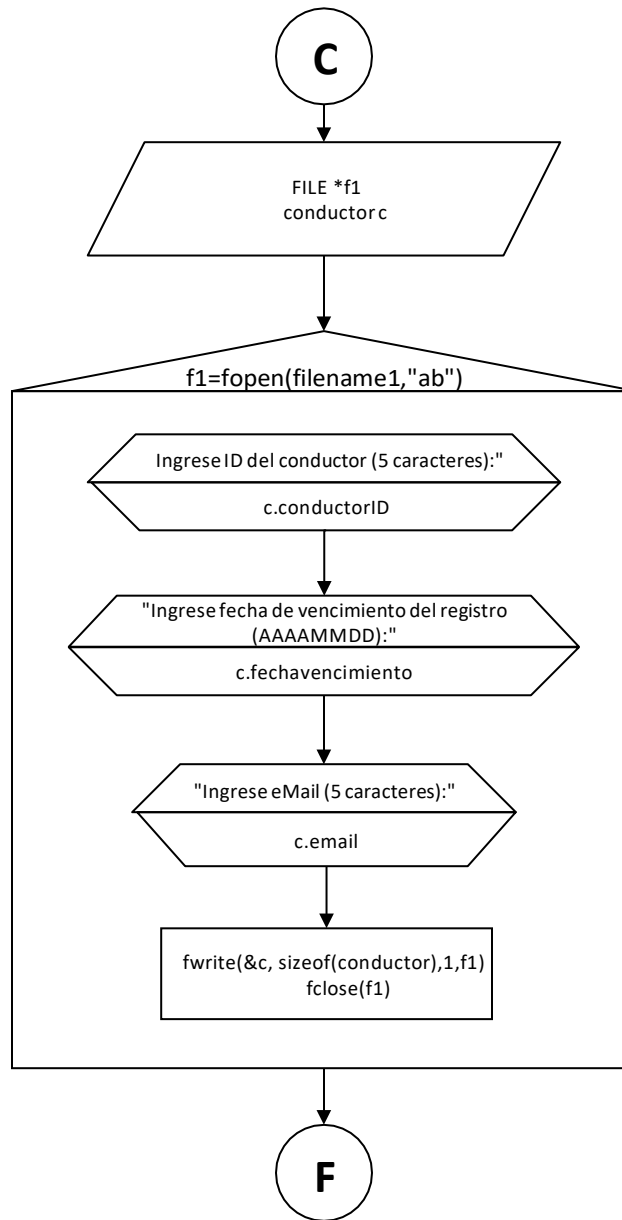 C
FILE *f1
conductor c
f1=fopen(filename1,"ab")
Ingrese ID del conductor (5 caracteres):"
c.conductorID
"Ingrese fecha de vencimiento del registro
(AAAAMMDD):"
c.fechavencimiento
"Ingrese eMail (5 caracteres):"
c.email
fwrite(&c, sizeof(conductor),1,f1)
fclose(f1)
F